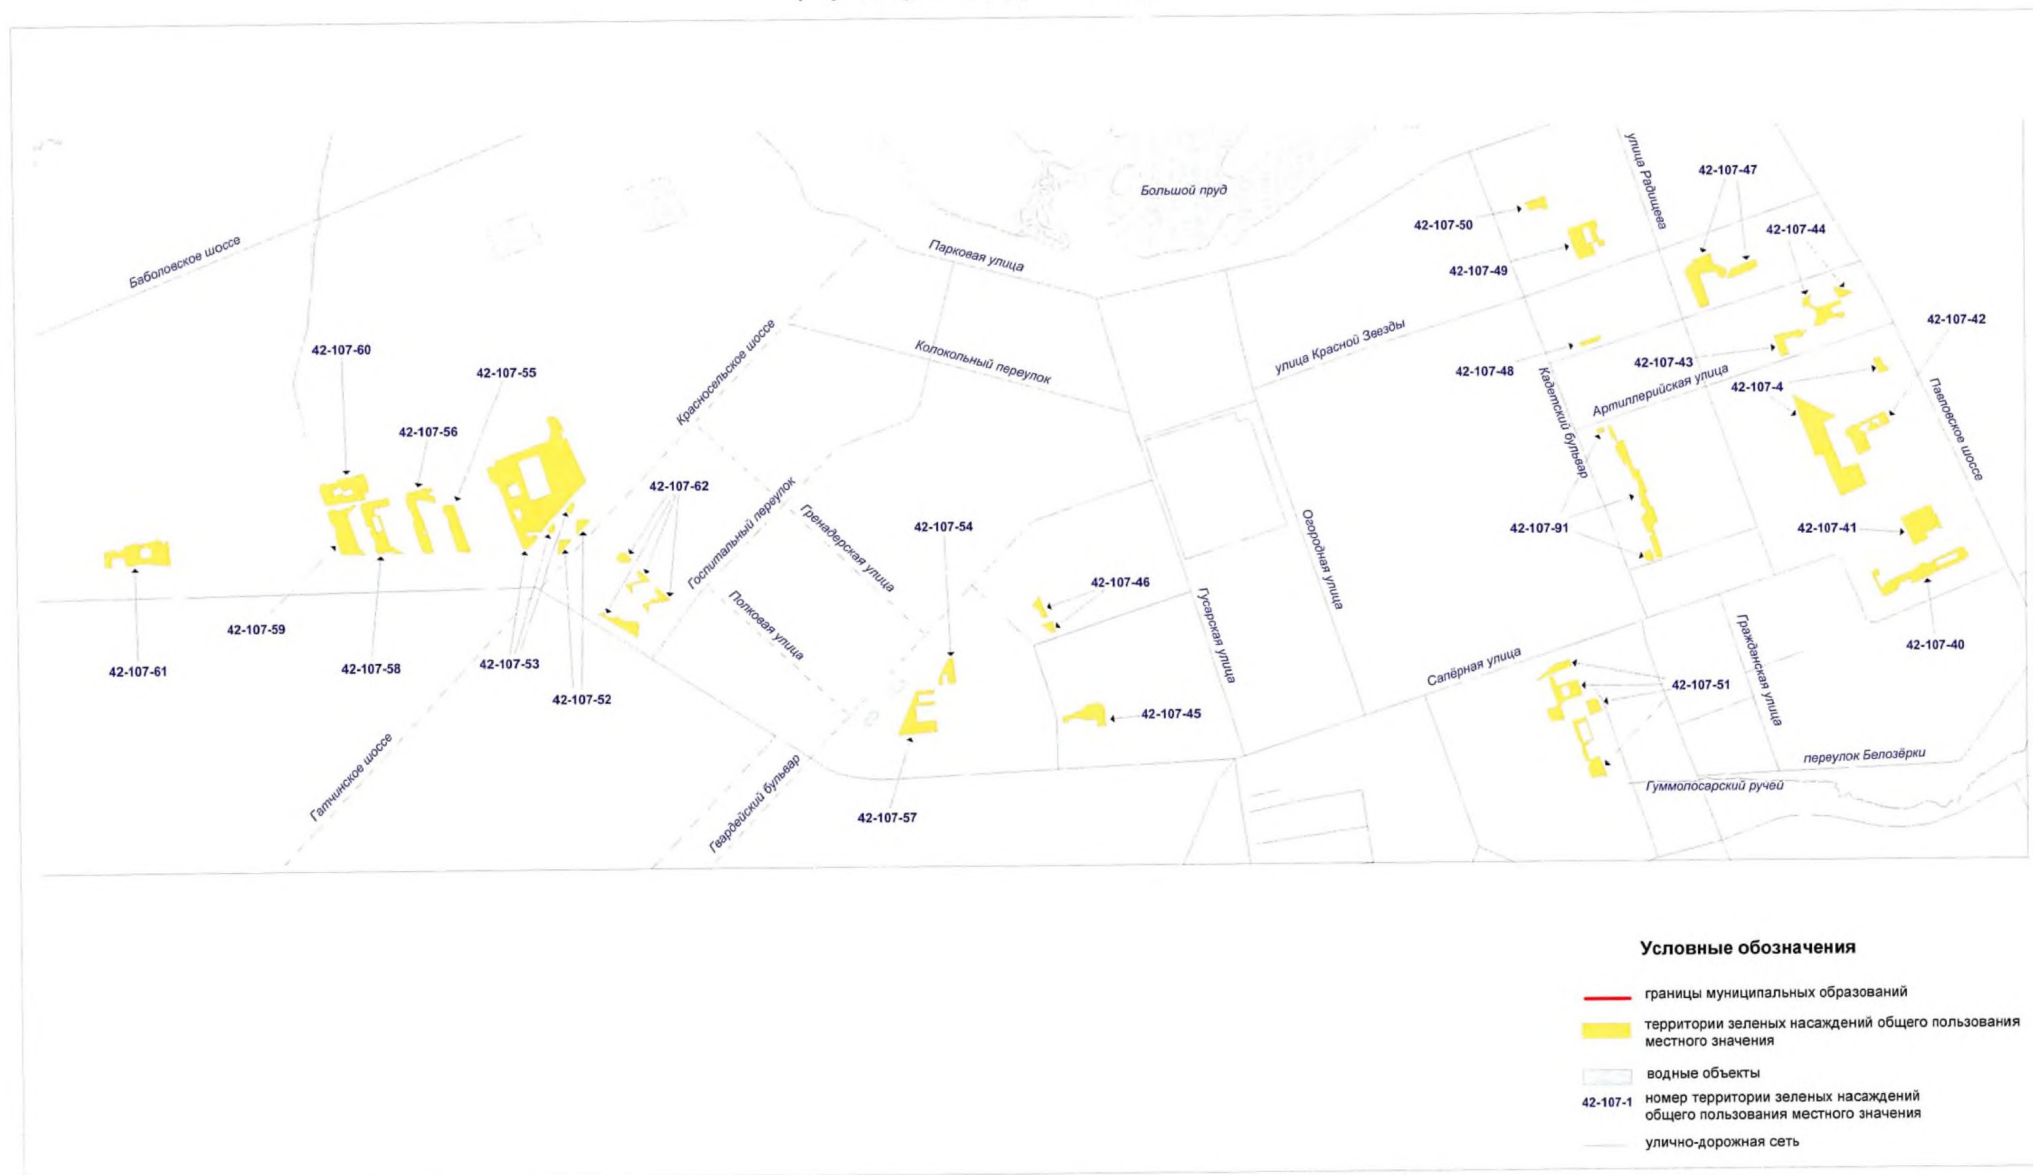 Большой пруд
улица Радищева
42-107-47
42-107-50
42-107-44
42-107-49
Баболовское шоссе
Парковая улица
42-107-60
42-107-55
Красносельское шоссе
Колокольный переулок
улица Красной Звезды
42-107-48
42-107-43
42-107-42
42-107-4
42-107-56
Артиллерийская улица
Кадетский бульвар
Павловское шоссе
42-107-62
Госпитальный переулок
Гренадерская улица
42-107-54
Огородная улица
42-107-91
42-107-41
42-107-46
Полковая улица
Гусарская улица
42-107-59
42-107-61
42-107-58
42-107-53
42-107-52
42-107-40
Сапёрная улица
42-107-51
Гражданская улица
42-107-45
Гатчинское шоссе
Гвардейский бульвар
42-107-57
переулок Белозёрки
Гуммолосарский ручей
Условные обозначения
границы муниципальных образований
территории зеленых насаждений общего пользования
местного значения
водные объекты
42-107-1 номер территории зеленых насаждений
общего пользования местного значения
улично-дорожная сеть